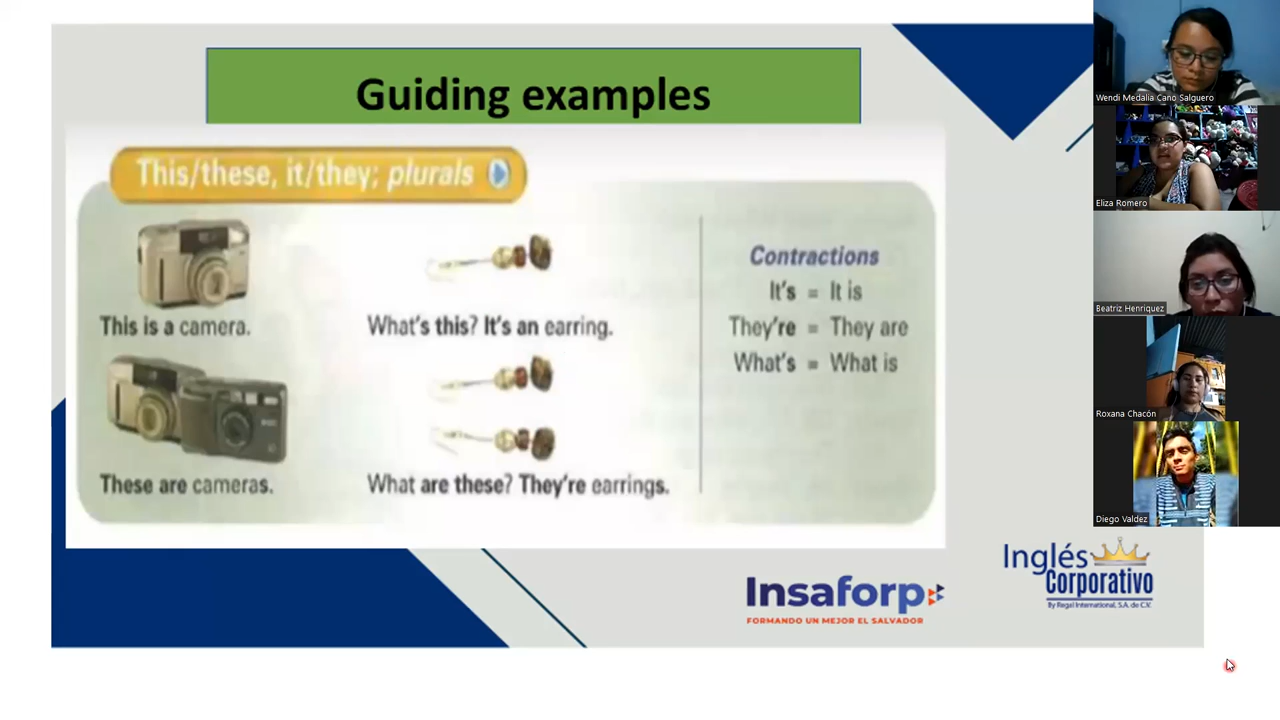 Guiding examples
This/these, it/they; plurals
This is a camera.
What's this? It's an earring.
These are cameras.
What are these? They're earrings.
Contractions
It's = It is
They're = They are
What's = What is
Insaforp
FORMANDO UN MEJOR EL SALVADOR
Inglés
Corporativo
By Regal International, S.A. de C.V.
Wendi Medalia Cano Salguero
Eliza Romero
Beatriz Henriquez
Roxana Chacón
Diego Valdez